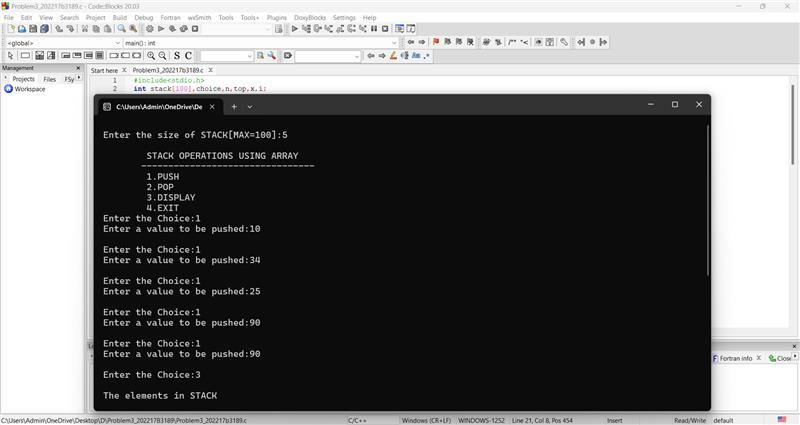 Problem3_202217b3189.c - Code::Blocks 20.03
File Edit View Search Project Build Debug Fortran wxSmith Tools Tools+ Plugins DoxyBlocks Settings Help
<global>
main() : int
Management
Projects Files FSy
Workspace
Start here
Problem3_202217b3189.c
1 #include<stdio.h>
2 int stack[100],choice,n,top,x,i;
C:\Users\Admin\OneDrive\De
Enter the size of STACK[MAX=100]:5
STACK OPERATIONS USING ARRAY
--------------------------------
1.PUSH
2.POP
3.DISPLAY
4.EXIT
Enter the Choice:1
Enter a value to be pushed:10
Enter the Choice:1
Enter a value to be pushed:34
Enter the Choice:1
Enter a value to be pushed:25
Enter the Choice:1
Enter a value to be pushed:90
Enter the Choice:1
Enter a value to be pushed:90
Enter the Choice:3
The elements in STACK
Fortran info
Close
C:\Users\Admin\OneDrive\Desktop\D\Problem3_202217B3189\Problem3_202217b3189.c
C/C++
Windows (CR+LF)
WINDOWS-1252
Line 21, Col 8, Pos 454
Insert
Read/Write
default